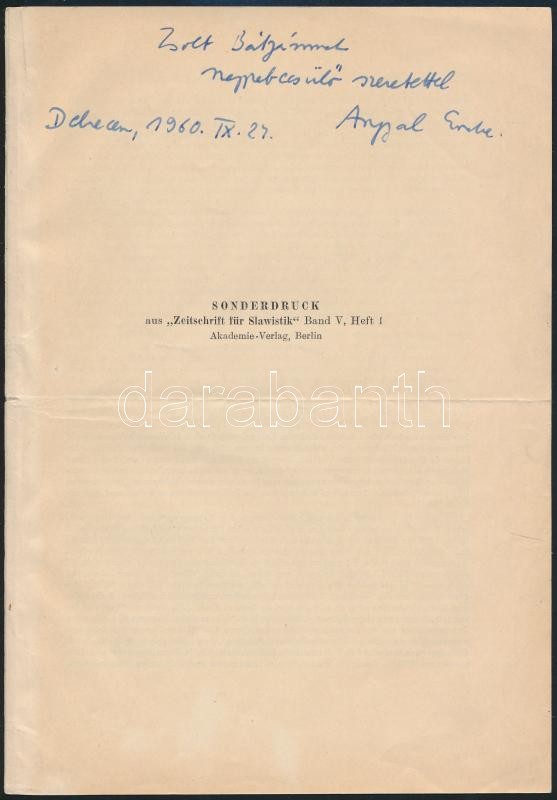 Zsolt Bátyámnak
nagyrabecsülő szeretettel
Debrecen, 1960. IX. 27.
Angyal Endre.
SONDERDRUCK
aus „Zeitschrift für Slawistik“ Band V, Heft 1
Akademie-Verlag, Berlin
darabanth